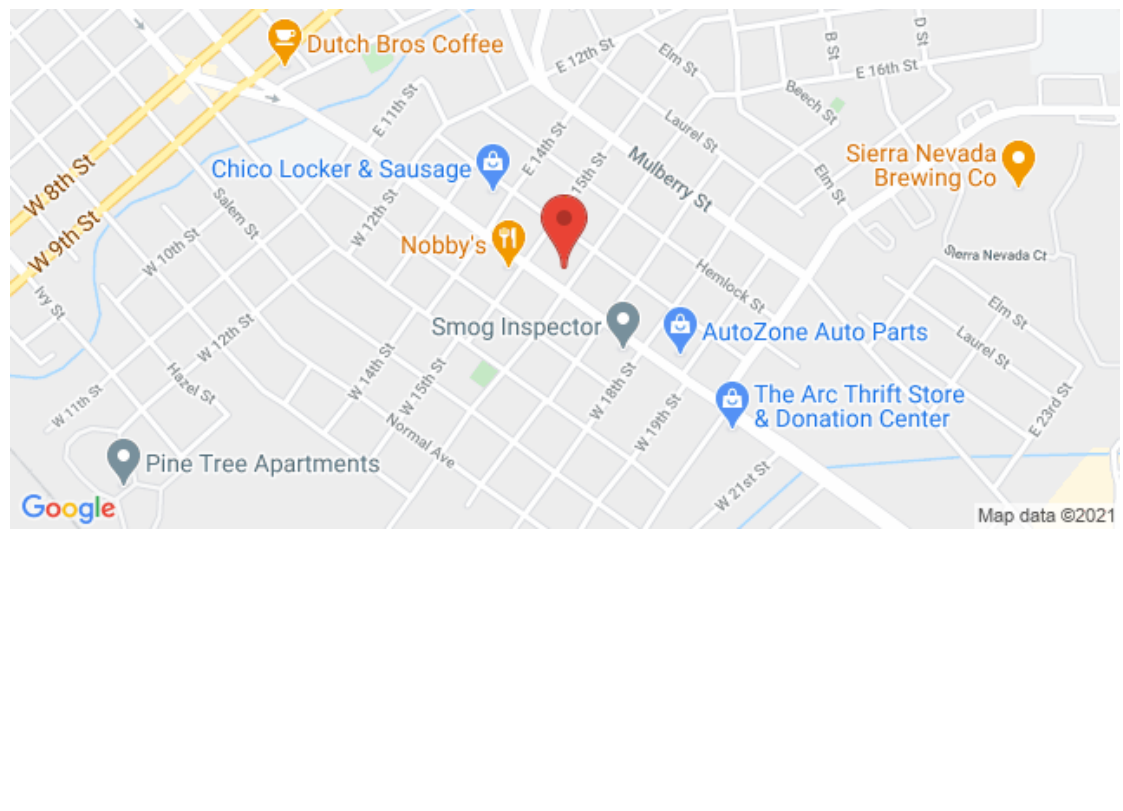 Dutch Bros Coffee
E 12th St
Elm St
B St
D St
E 16th St
Beech St
E 11th St
Laurel St
E 14th St
Mulberry St
Sierra Nevada
Brewing Co
Chico Locker & Sausage
15th St
Elm St
W 8th St
W 9th St
Salem St
W 12th St
W 10th St
Nobby's
Sierra Nevada Ct
Hemlock St
Ivy St
Elm St
Smog Inspector
AutoZone Auto Parts
W 12th St
Laurel St
Hazel St
W 14th St
W 15th St
W 18th St
The Arc Thrift Store
& Donation Center
W 11th St
W 19th St
E 23rd St
Normal Ave
Pine Tree Apartments
W 21st St
Google
Map data ©2021